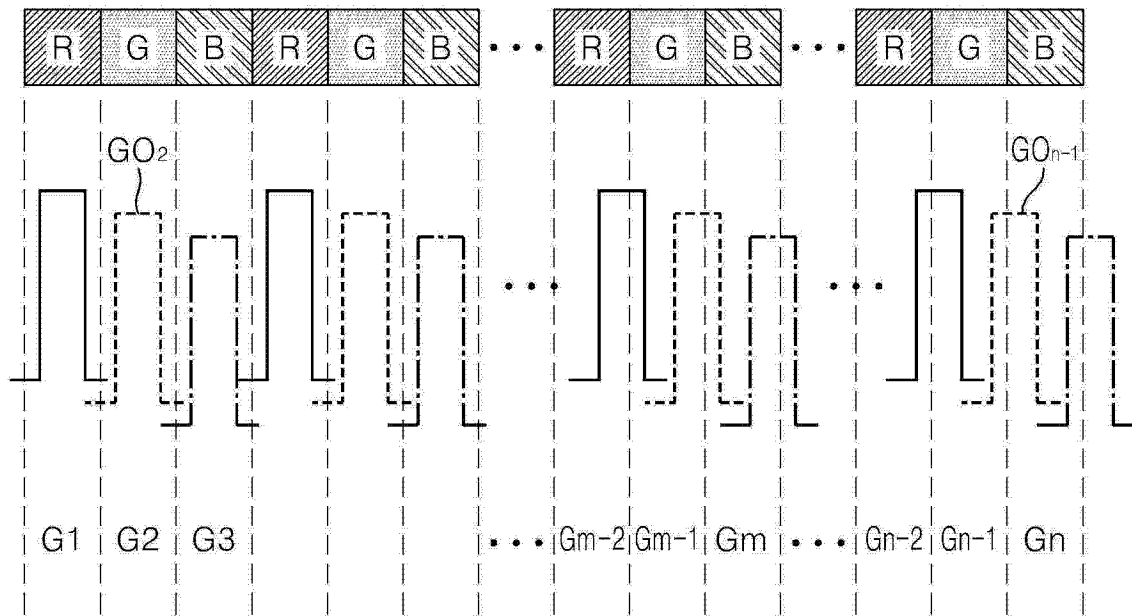 R G B R G B ••• R G B ••• R G B
GO₂ GOₙ₋₁
••• •••
G1 G2 G3 ••• Gm-2 Gm-1 Gm ••• Gn-2 Gn-1 Gn